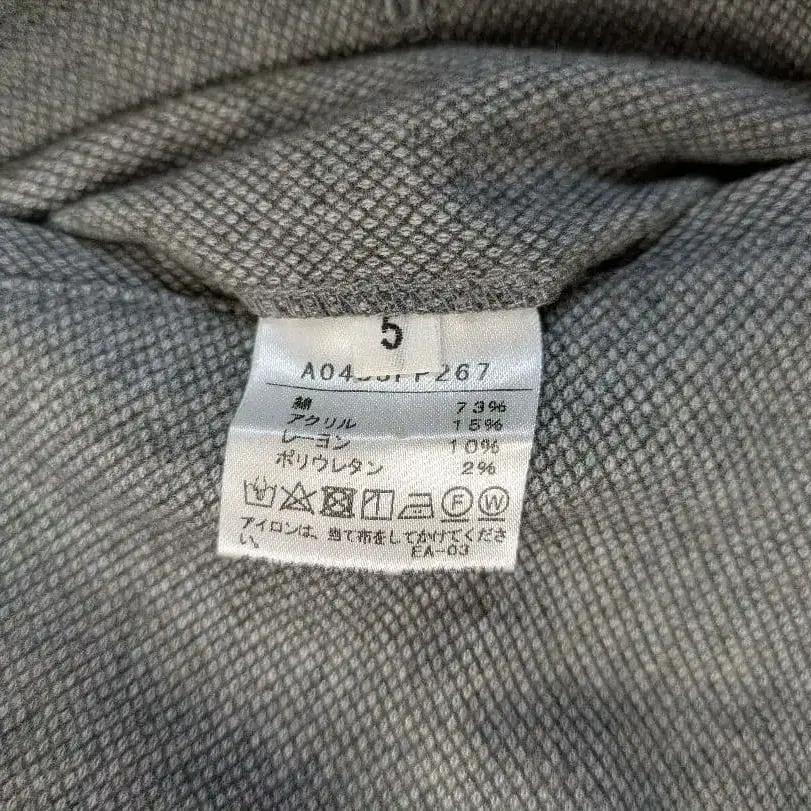 5
綿 73%
アクリル 15%
レーヨン 10%
ポリウレタン 2%
F W
アイロンは、当て布をしてかけてくださ
い。 EA-03